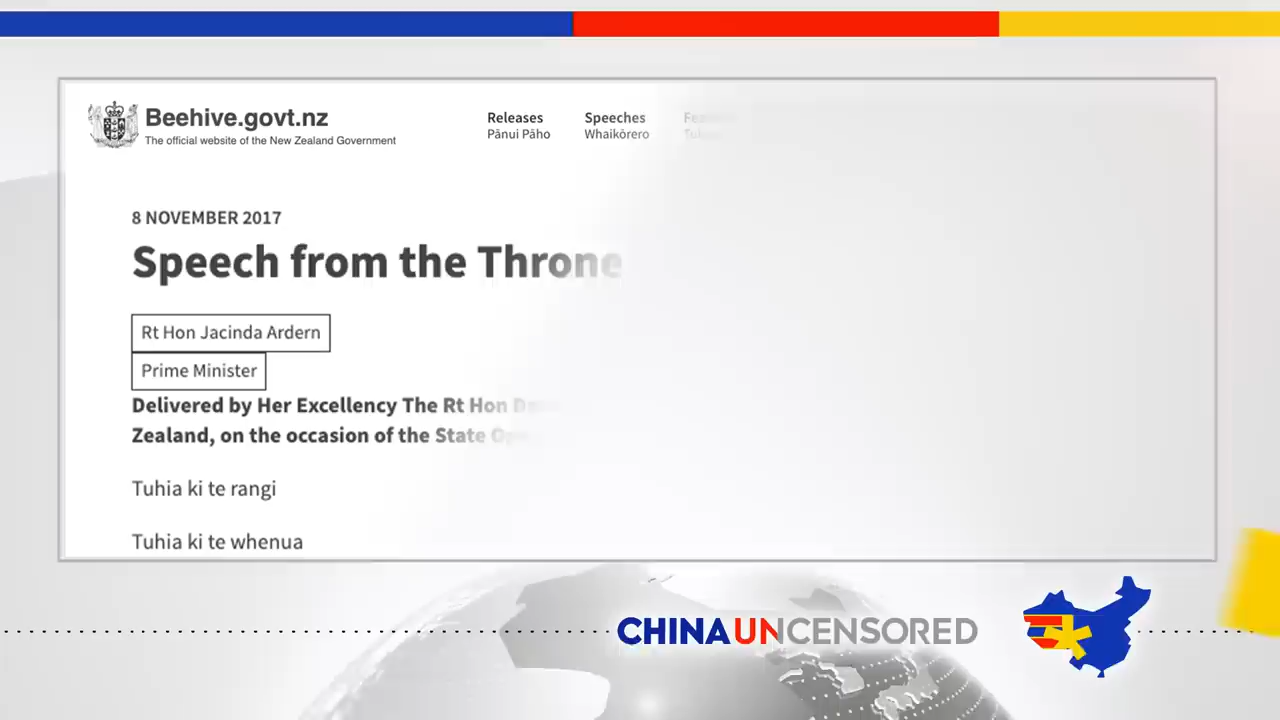 Beehive.govt.nz
The official website of the New Zealand Government
Releases
Pānui Pāho
Speeches
Whaikōrero
8 NOVEMBER 2017
Speech from the Throne
Rt Hon Jacinda Ardern
Prime Minister
Delivered by Her Excellency The Rt Hon
Zealand, on the occasion of the State
Tuhia ki te rangi
Tuhia ki te whenua
CHINA UNCENSORED